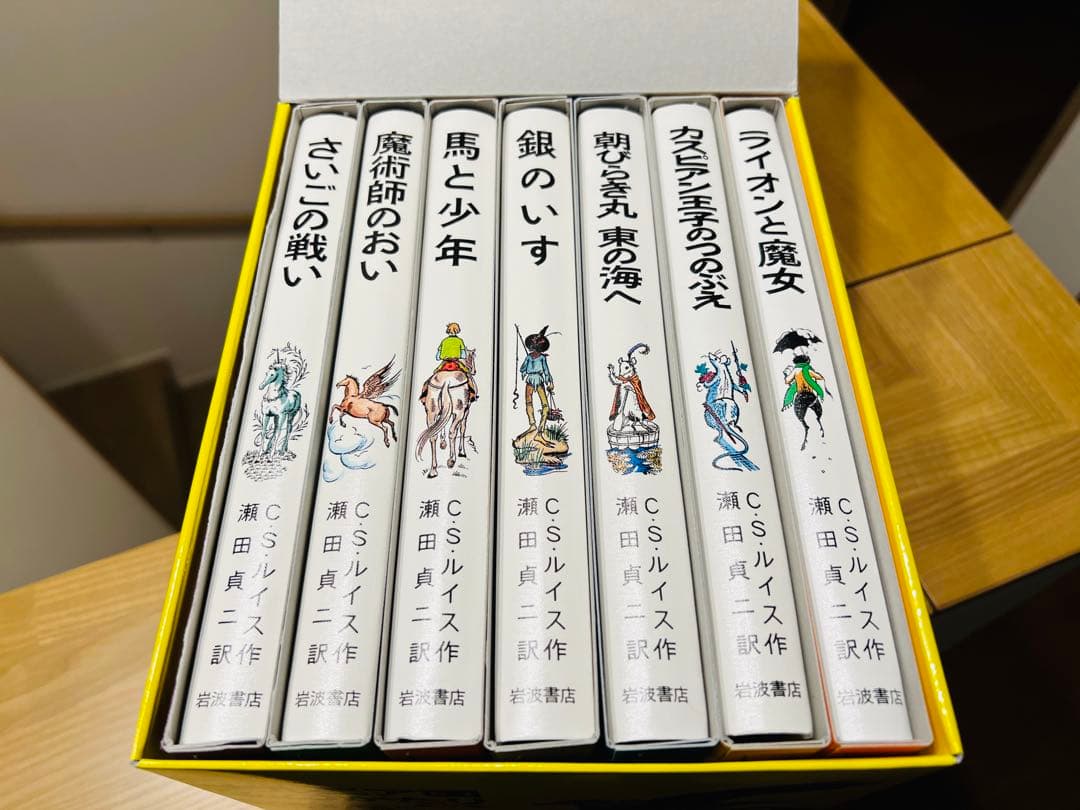 ライオンと魔女
C・S・ルイス作
瀬田貞二訳
岩波書店
カスピアン王子のつのぶえ
C・S・ルイス作
瀬田貞二訳
岩波書店
朝びらき丸 東の海へ
C・S・ルイス作
瀬田貞二訳
岩波書店
銀のいす
C・S・ルイス作
瀬田貞二訳
岩波書店
馬と少年
C・S・ルイス作
瀬田貞二訳
岩波書店
魔術師のおい
C・S・ルイス作
瀬田貞二訳
岩波書店
さいごの戦い
C・S・ルイス作
瀬田貞二訳
岩波書店